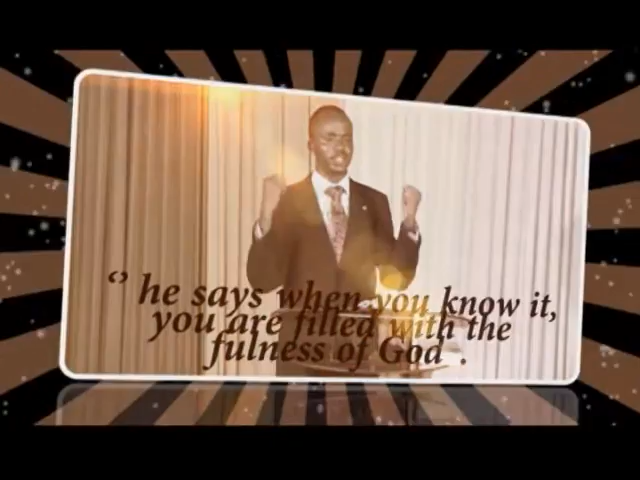 ‘’ he says when you know it,
you are filled with the
fulness of God .